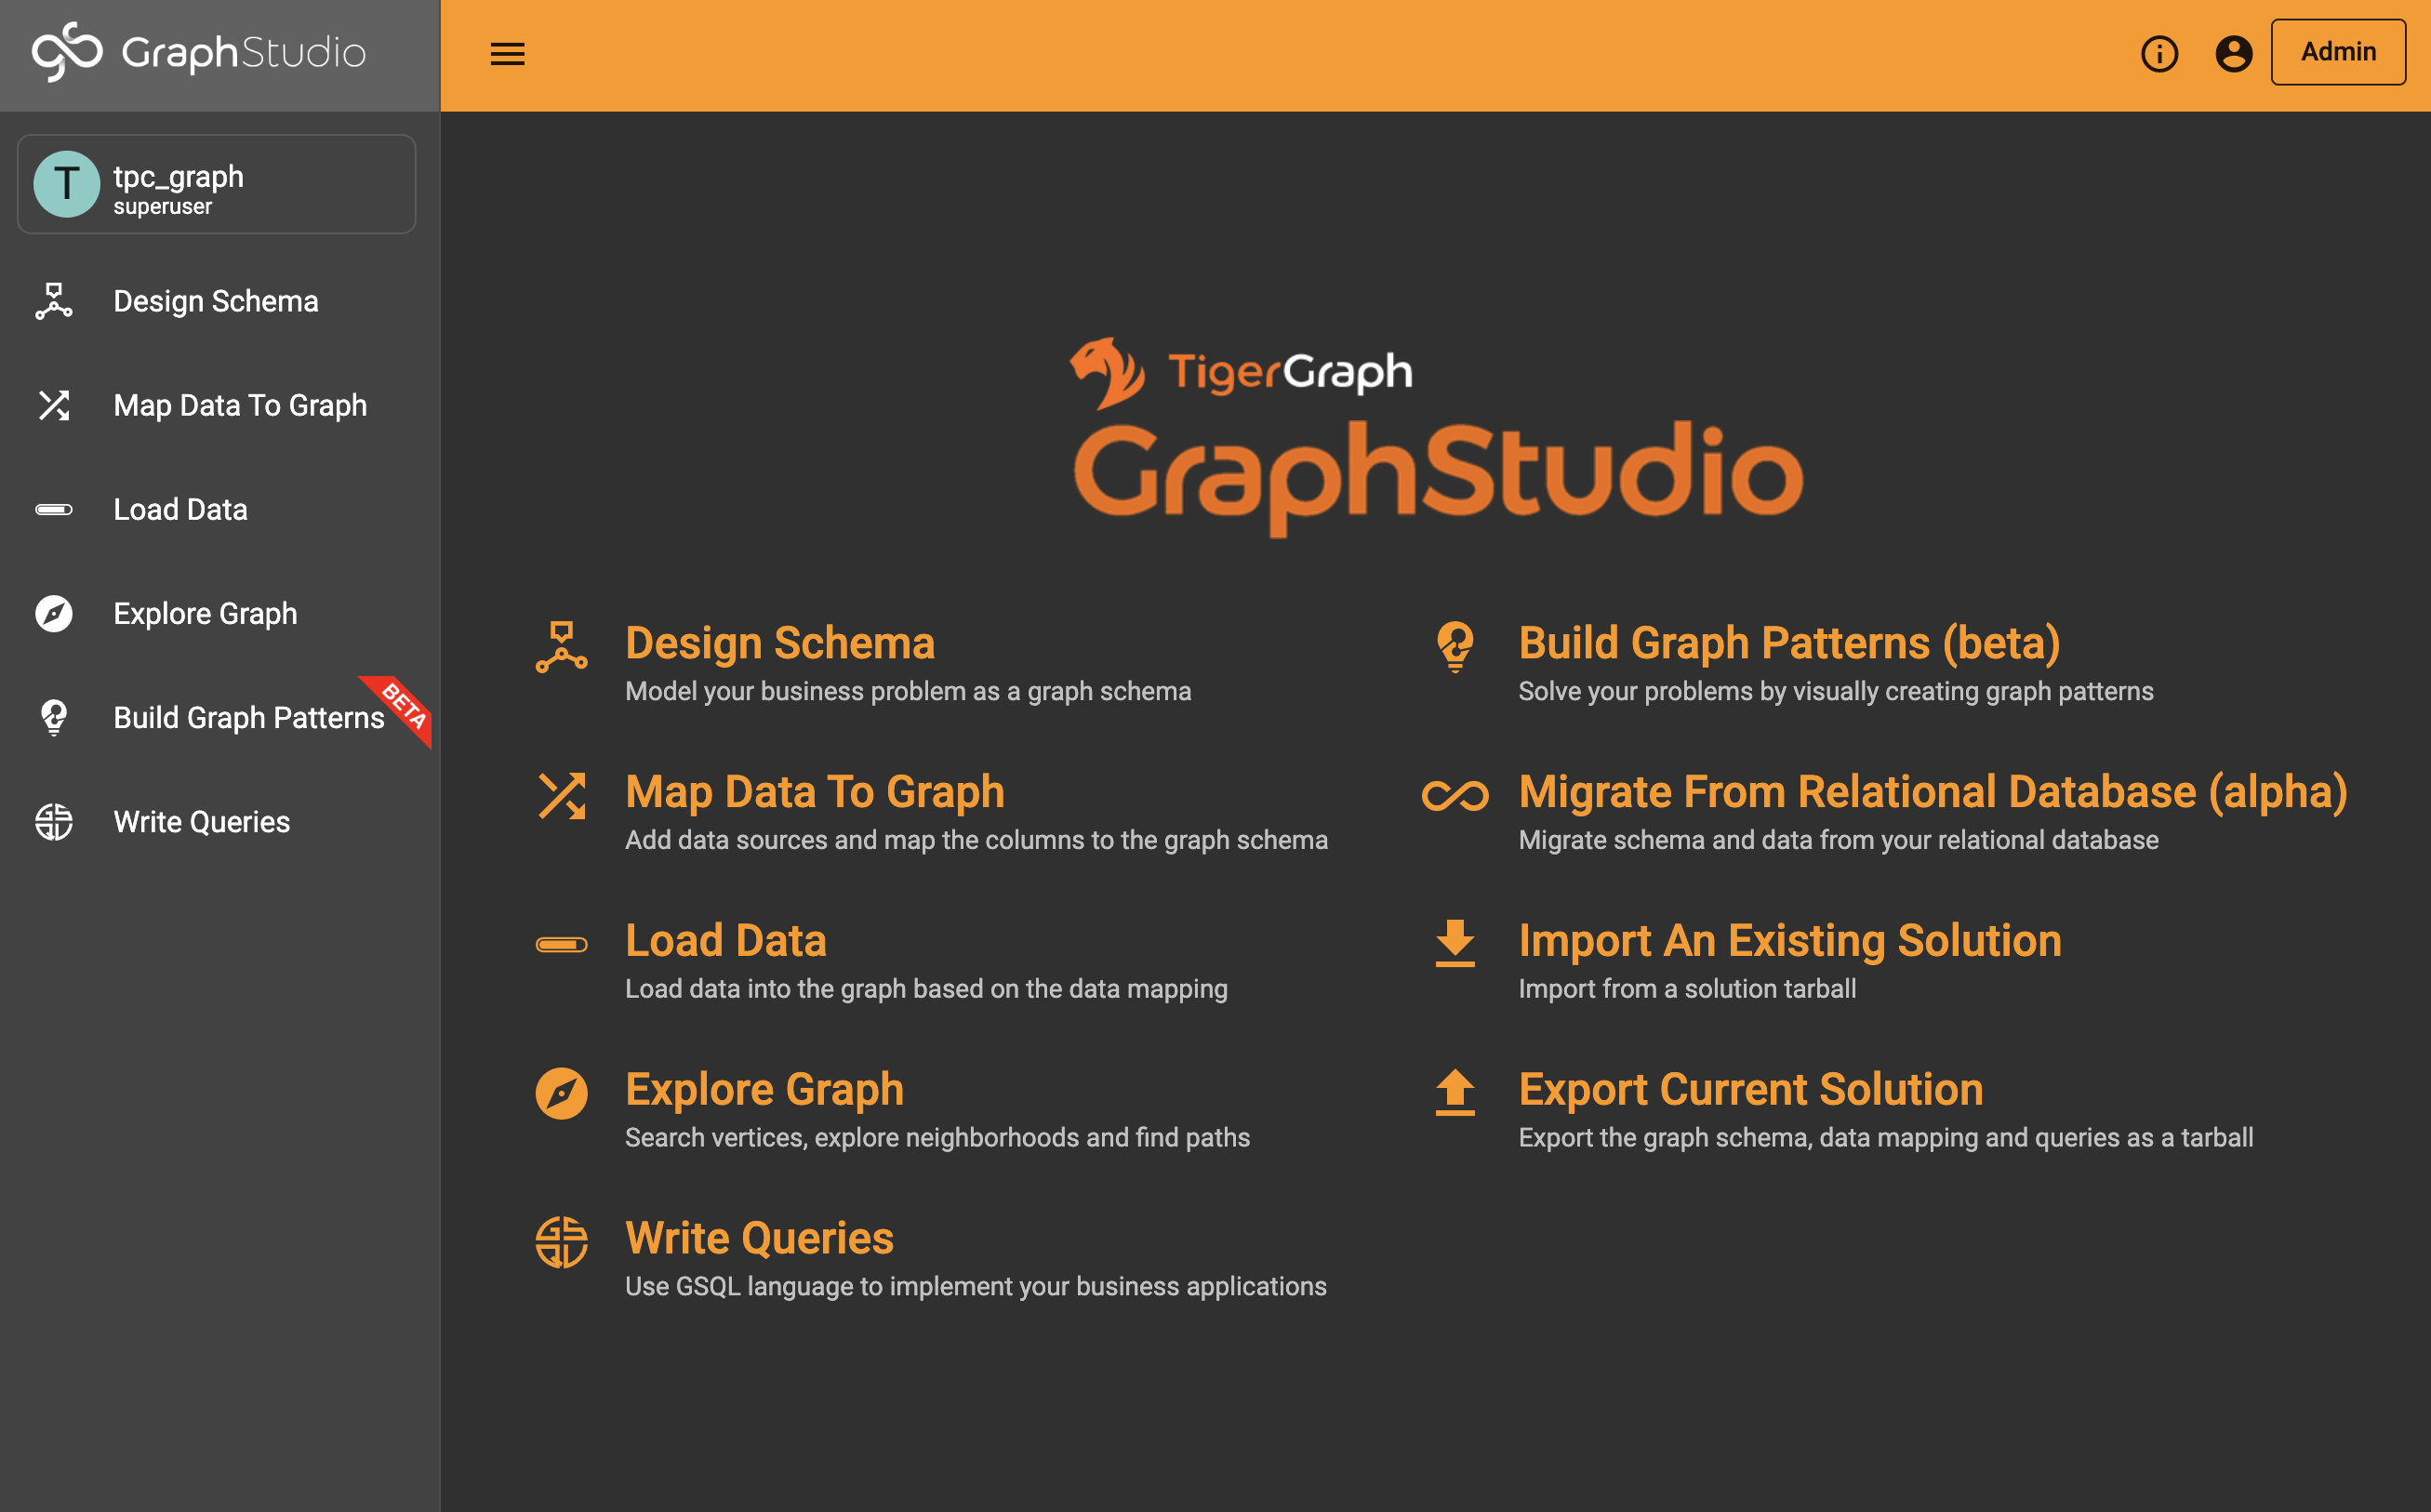 GraphStudio
Admin
T
tpc_graph
superuser
Design Schema
Map Data To Graph
Load Data
Explore Graph
Build Graph Patterns
BETA
Write Queries
TigerGraph
GraphStudio
Design Schema
Model your business problem as a graph schema
Map Data To Graph
Add data sources and map the columns to the graph schema
Load Data
Load data into the graph based on the data mapping
Explore Graph
Search vertices, explore neighborhoods and find paths
Write Queries
Use GSQL language to implement your business applications
Build Graph Patterns (beta)
Solve your problems by visually creating graph patterns
Migrate From Relational Database (alpha)
Migrate schema and data from your relational database
Import An Existing Solution
Import from a solution tarball
Export Current Solution
Export the graph schema, data mapping and queries as a tarball